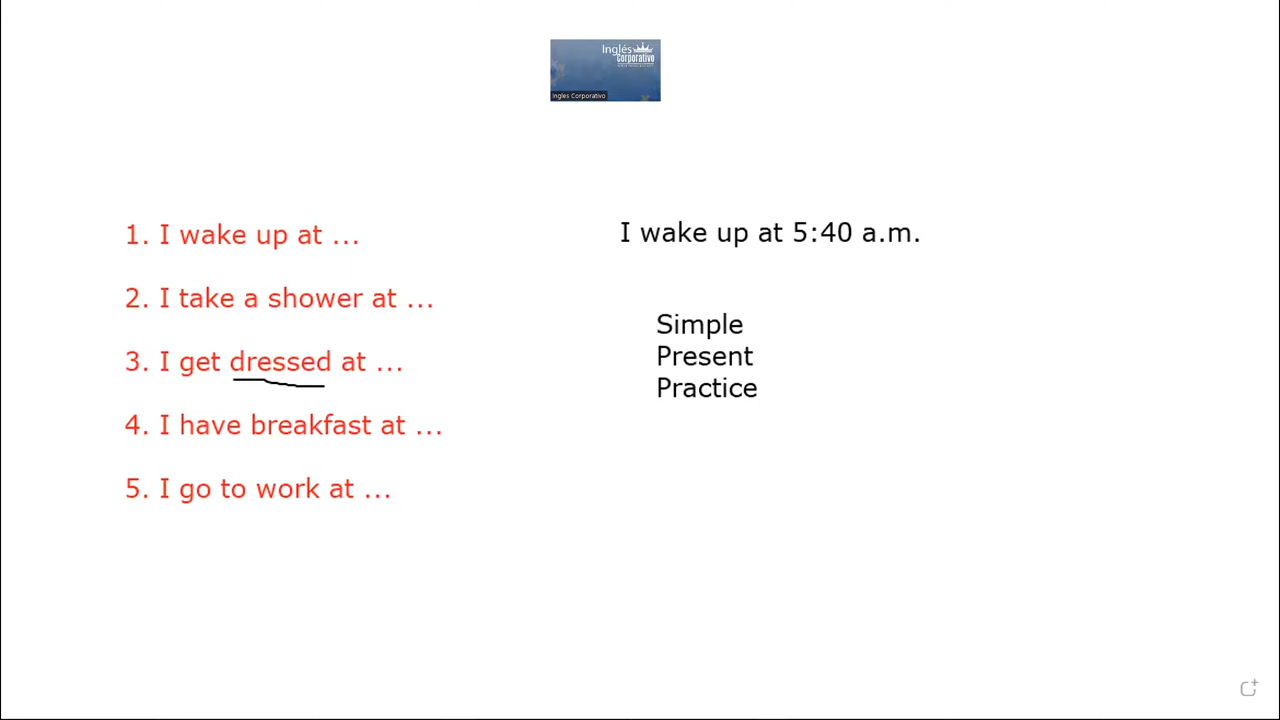 Inglés
Corporativo
Ingles Corporativo
1. I wake up at ...
2. I take a shower at ...
3. I get dressed at ...
4. I have breakfast at ...
5. I go to work at ...
I wake up at 5:40 a.m.
Simple
Present
Practice